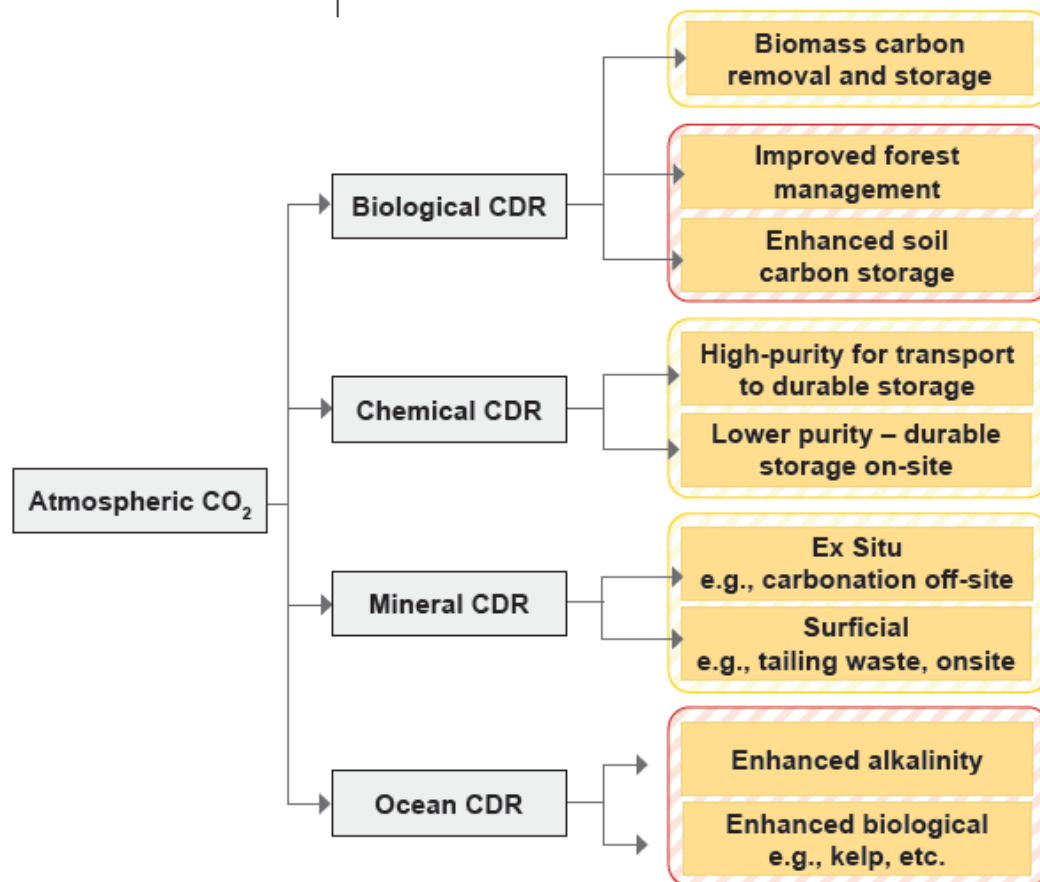 Biomass carbon
removal and storage
Improved forest
management
Biological CDR
Enhanced soil
carbon storage
High-purity for transport
to durable storage
Chemical CDR
Lower purity – durable
storage on-site
Atmospheric CO₂
Ex Situ
e.g., carbonation off-site
Mineral CDR
Surficial
e.g., tailing waste, onsite
Enhanced alkalinity
Ocean CDR
Enhanced biological
e.g., kelp, etc.